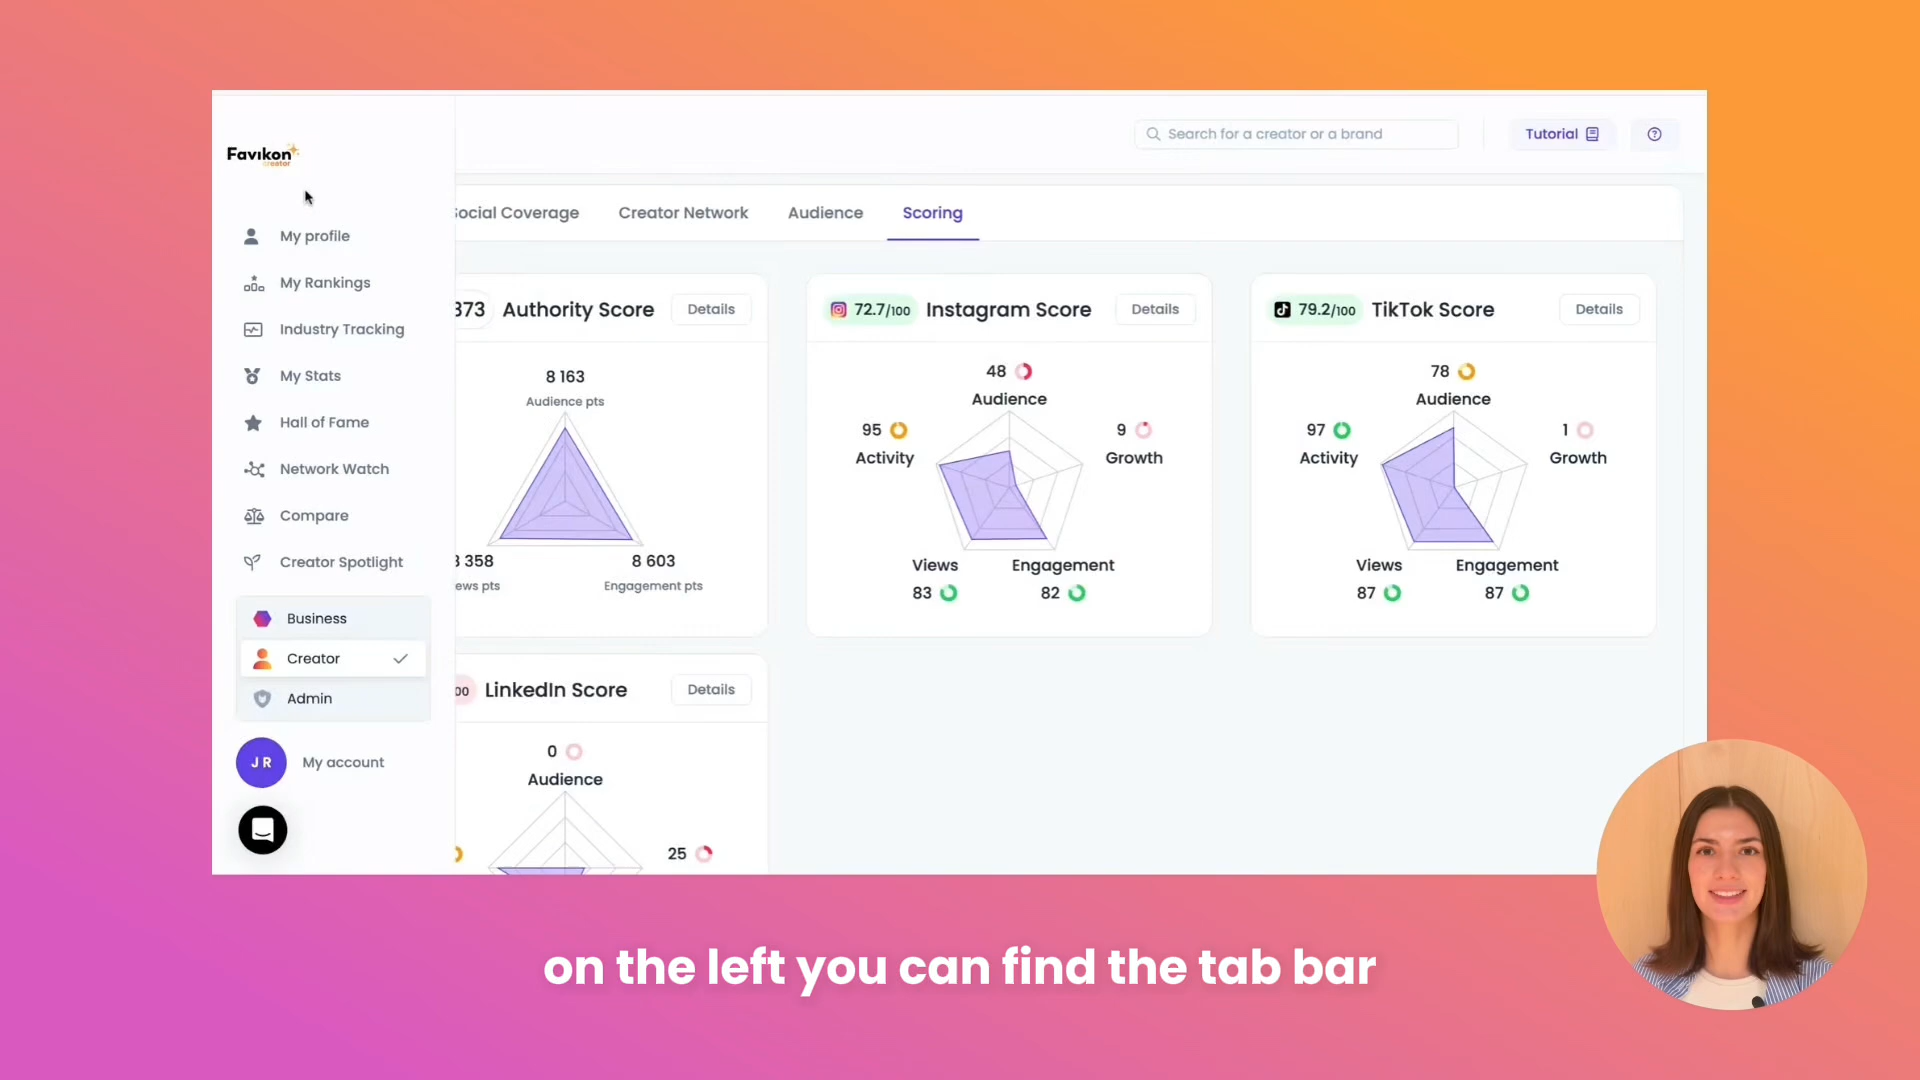 Favikon
creator
My profile
My Rankings
Industry Tracking
My Stats
Hall of Fame
Network Watch
Compare
Creator Spotlight
Business
Creator
Admin
J R
My account
Search for a creator or a brand
Tutorial
Social Coverage
Creator Network
Audience
Scoring
373
Authority Score
Details
8 163
Audience pts
358
ews pts
8 603
Engagement pts
72.7/100
Instagram Score
Details
48
Audience
95
Activity
9
Growth
Views
83
Engagement
82
79.2/100
TikTok Score
Details
78
Audience
97
Activity
1
Growth
Views
87
Engagement
87
00
LinkedIn Score
Details
0
Audience
25
on the left you can find the tab bar